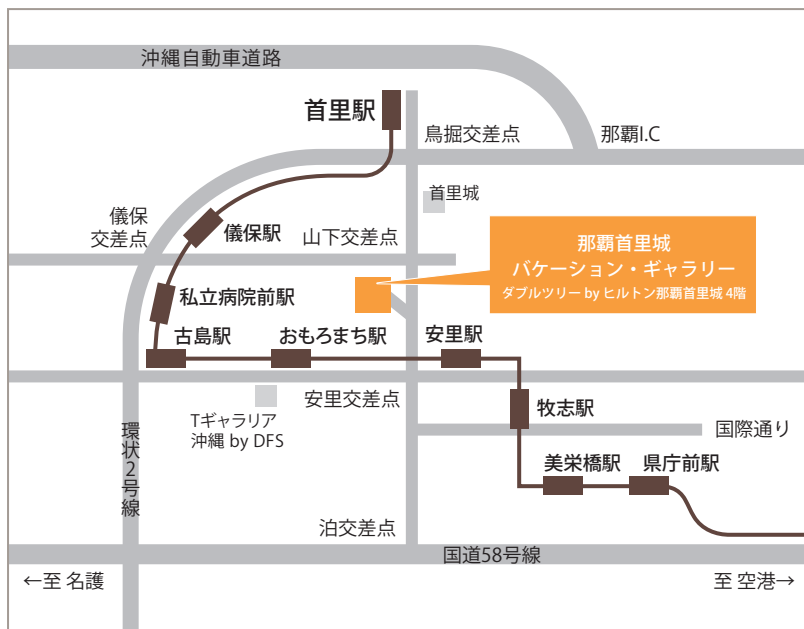 沖縄自動車道路
首里駅
鳥堀交差点
那覇I.C
首里城
儀保
交差点
儀保駅
山下交差点
那覇首里城
バケーション・ギャラリー
ダブルツリー by ヒルトン那覇首里城 4階
私立病院前駅
古島駅
おもろまち駅
安里駅
安里交差点
牧志駅
Tギャラリア
沖縄 by DFS
国際通り
環状2号線
美栄橋駅
県庁前駅
泊交差点
国道58号線
←至 名護
至 空港→